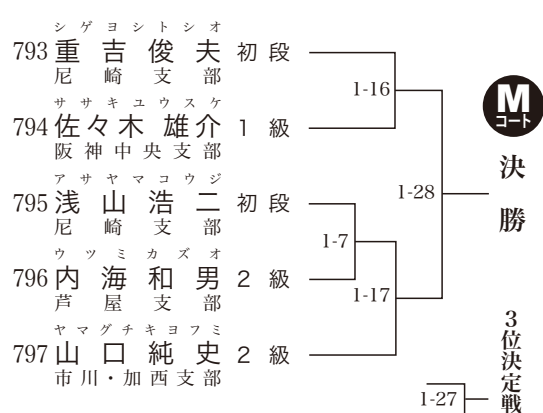 シゲヨシトシオ
793 重吉俊夫 初段
尼崎支部
1-16
ササキユウスケ
794 佐々木雄介 1級
阪神中央支部
Mコート
決勝
アサヤマコウジ
795 浅山浩二 初段
尼崎支部
1-28
1-7
ウツミカズオ
796 内海和男 2級
芦屋支部
1-17
ヤマグチキヨフミ
797 山口純史 2級
市川・加西支部
3位決定戦
1-27